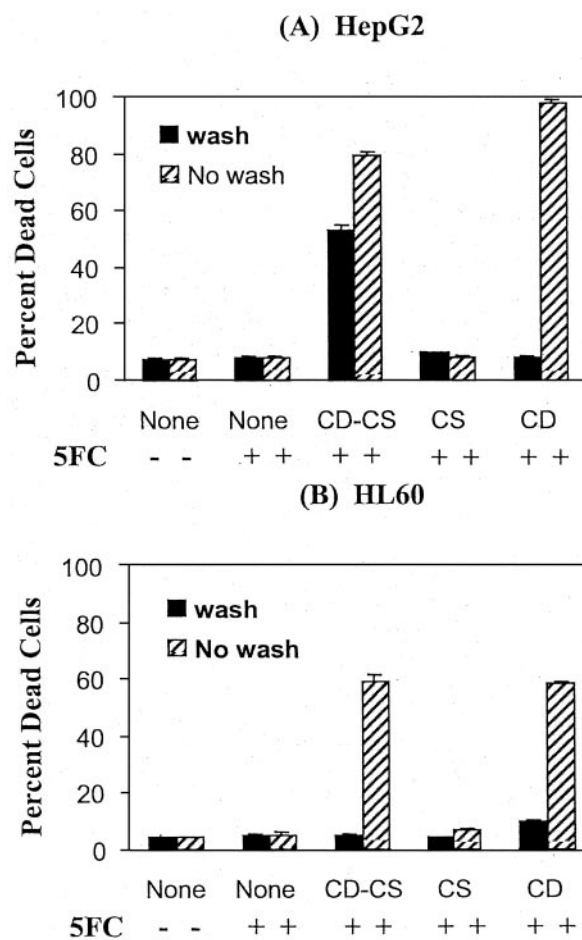 (A) HepG2
Percent Dead Cells
100
80
60
40
20
0
wash
No wash
None None CD-CS CS CD
5FC - - + + + + + + + +
(B) HL60
Percent Dead Cells
100
80
60
40
20
0
wash
No wash
None None CD-CS CS CD
5FC - - + + + + + + + +